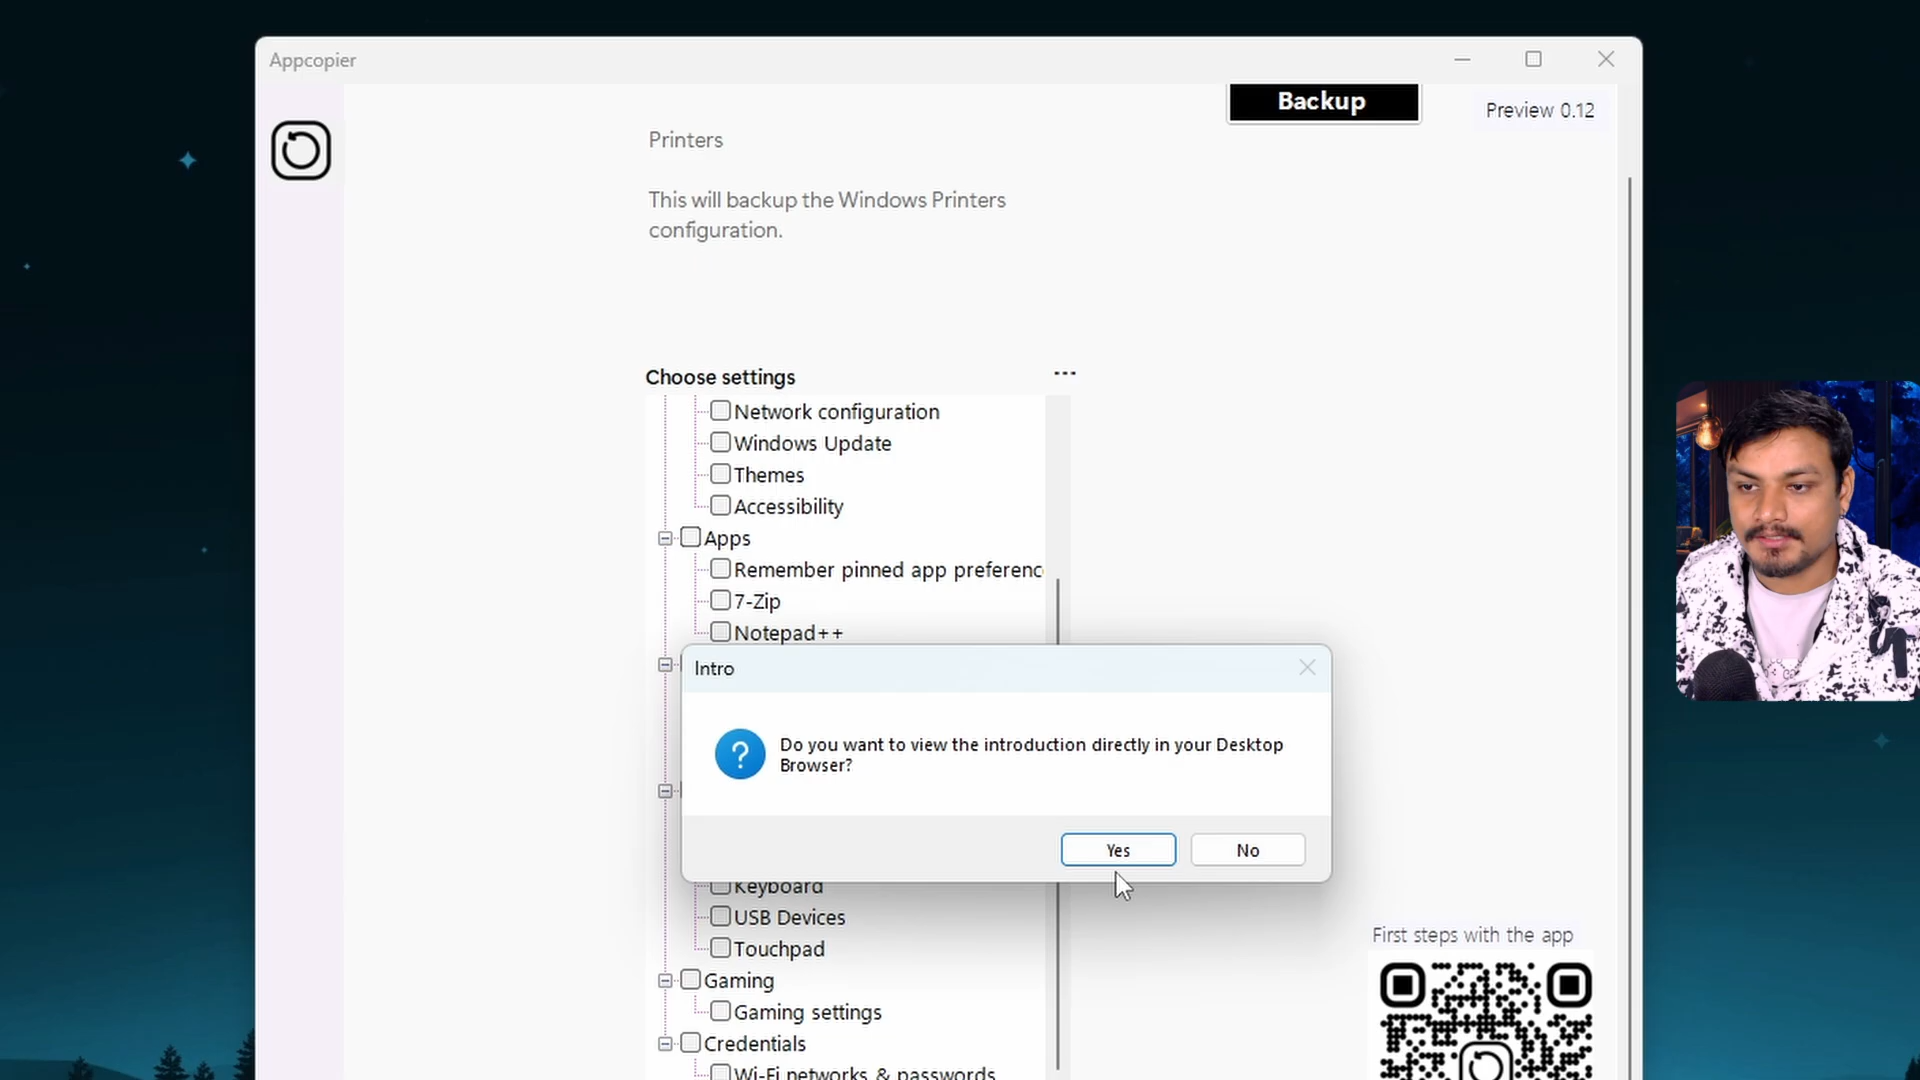 Appcopier
Backup
Preview 0.12
Printers
This will backup the Windows Printers
configuration.
Choose settings
Network configuration
Windows Update
Themes
Accessibility
Apps
Remember pinned app preferenc
7-Zip
Notepad++
Intro
Do you want to view the introduction directly in your Desktop
Browser?
Yes
No
Keyboard
USB Devices
Touchpad
First steps with the app
Gaming
Gaming settings
Credentials
Wi-Fi networks & passwords